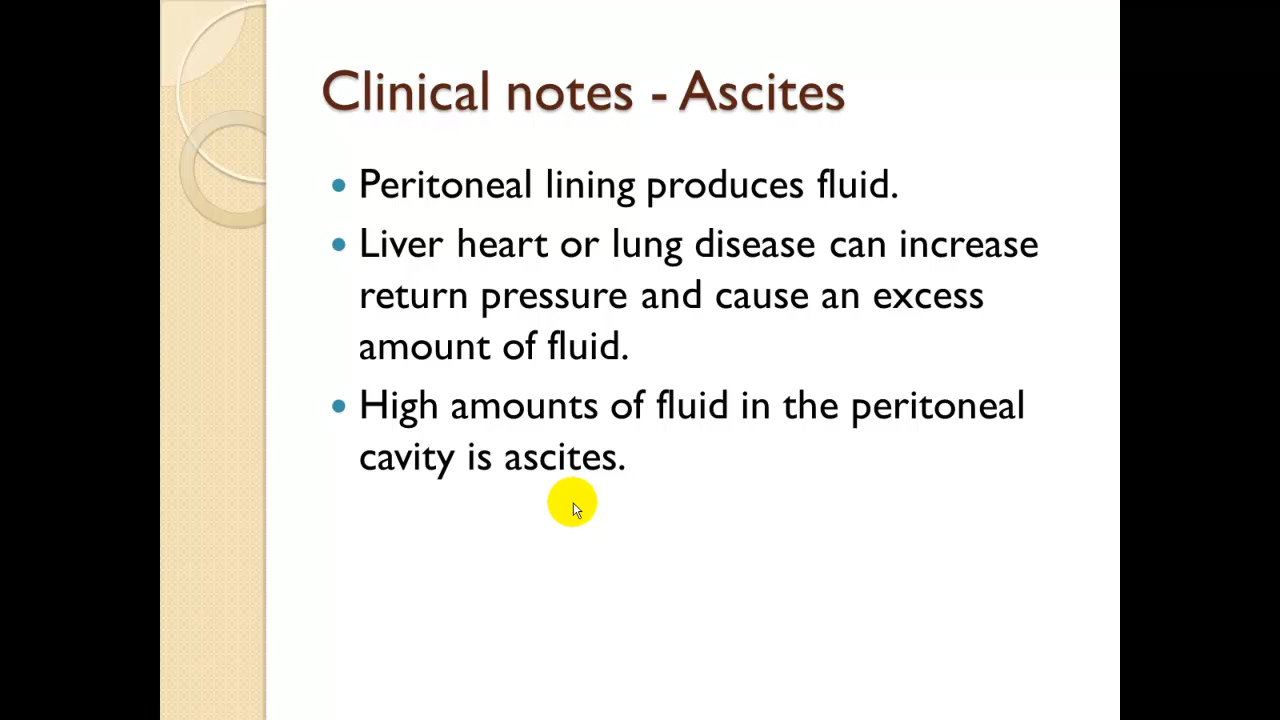 Clinical notes - Ascites
• Peritoneal lining produces fluid.
• Liver heart or lung disease can increase
return pressure and cause an excess
amount of fluid.
• High amounts of fluid in the peritoneal
cavity is ascites.